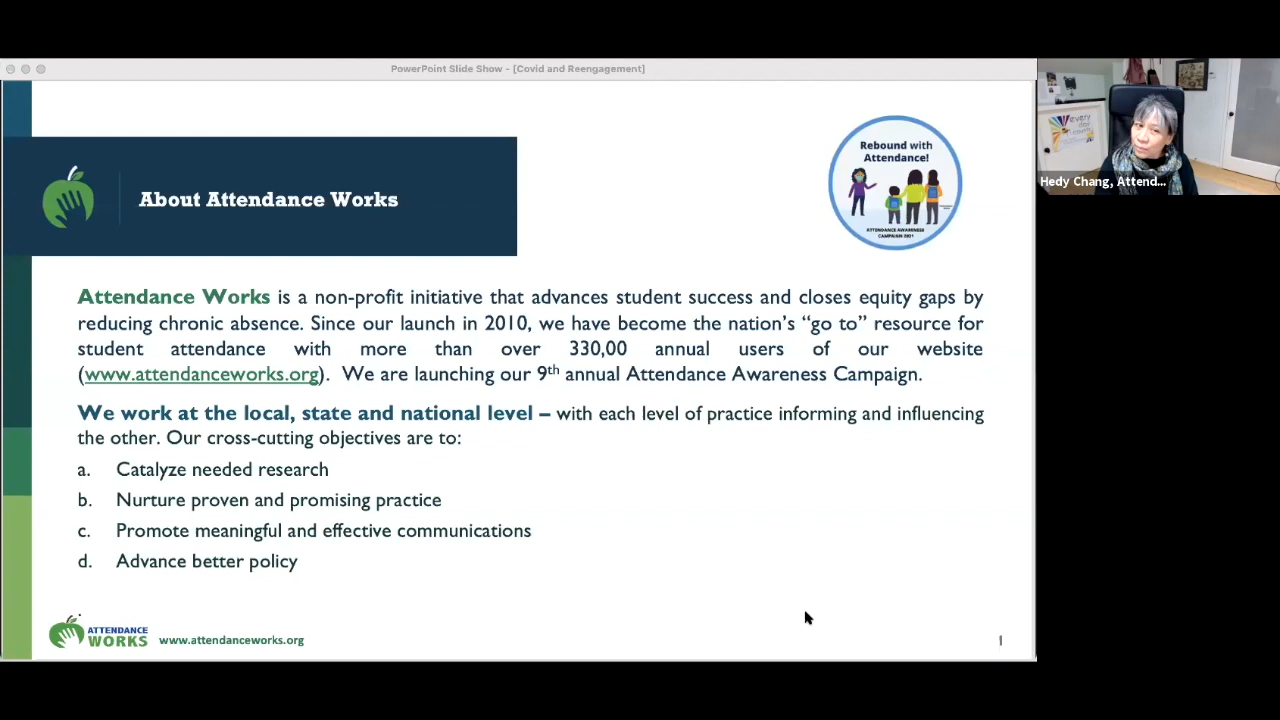 PowerPoint Slide Show - [Covid and Reengagement]
About Attendance Works
Rebound with
Attendance!
ATTENDANCE AWARENESS
CAMPAIGN 2021
every
day
Hedy Chang, Attend...
Attendance Works is a non-profit initiative that advances student success and closes equity gaps by
reducing chronic absence. Since our launch in 2010, we have become the nation's “go to” resource for
student attendance with more than over 330,00 annual users of our website
(www.attendanceworks.org). We are launching our 9th annual Attendance Awareness Campaign.
We work at the local, state and national level – with each level of practice informing and influencing
the other. Our cross-cutting objectives are to:
a. Catalyze needed research
b. Nurture proven and promising practice
c. Promote meaningful and effective communications
d. Advance better policy
ATTENDANCE
WORKS
www.attendanceworks.org
1